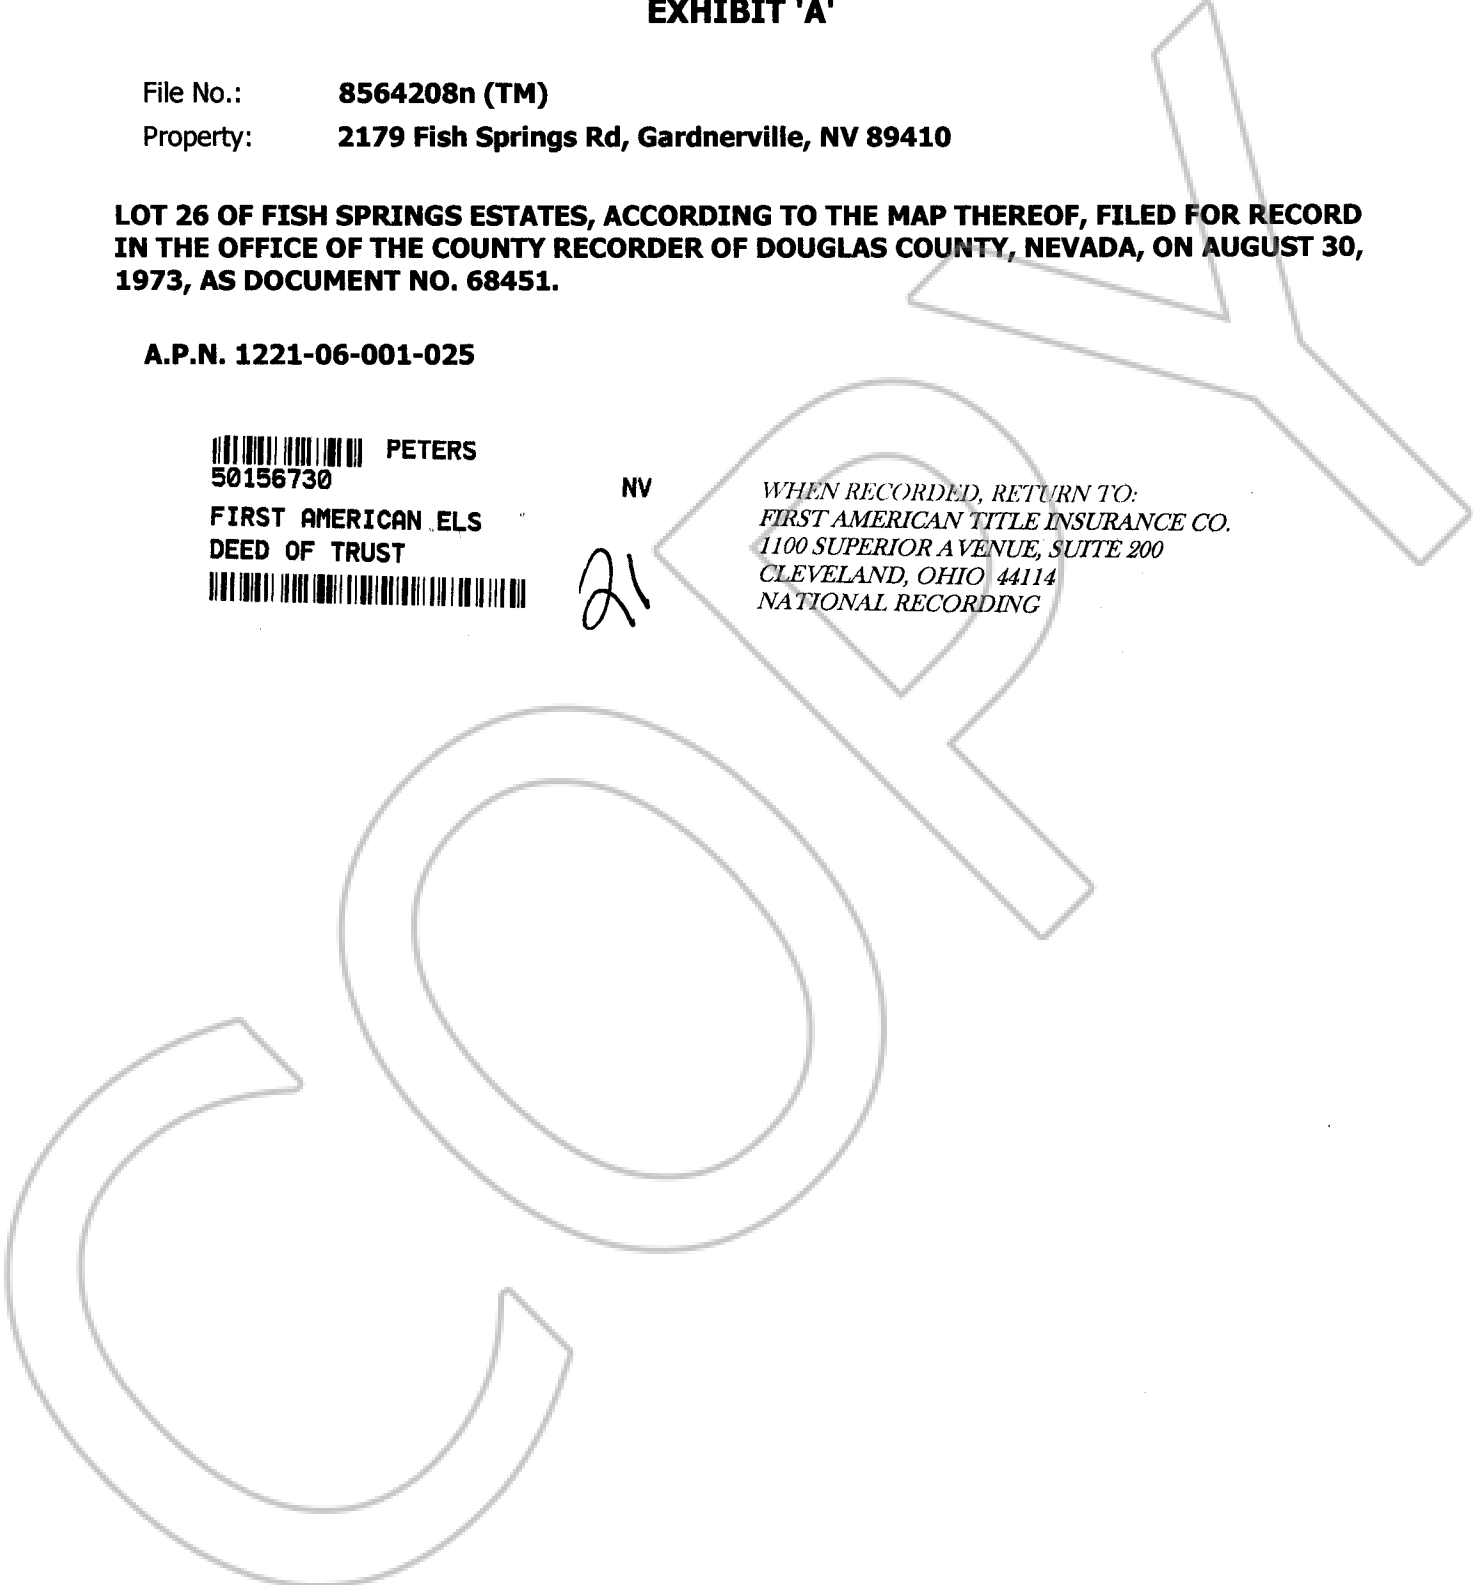 EXHIBIT 'A'
File No.: 8564208n (TM)
Property: 2179 Fish Springs Rd, Gardnerville, NV 89410
LOT 26 OF FISH SPRINGS ESTATES, ACCORDING TO THE MAP THEREOF, FILED FOR RECORD
IN THE OFFICE OF THE COUNTY RECORDER OF DOUGLAS COUNTY, NEVADA, ON AUGUST 30,
1973, AS DOCUMENT NO. 68451.
A.P.N. 1221-06-001-025
PETERS
50156730
NV
FIRST AMERICAN ELS
DEED OF TRUST
21
WHEN RECORDED, RETURN TO:
FIRST AMERICAN TITLE INSURANCE CO.
1100 SUPERIOR AVENUE, SUITE 200
CLEVELAND, OHIO 44114
NATIONAL RECORDING
COPY